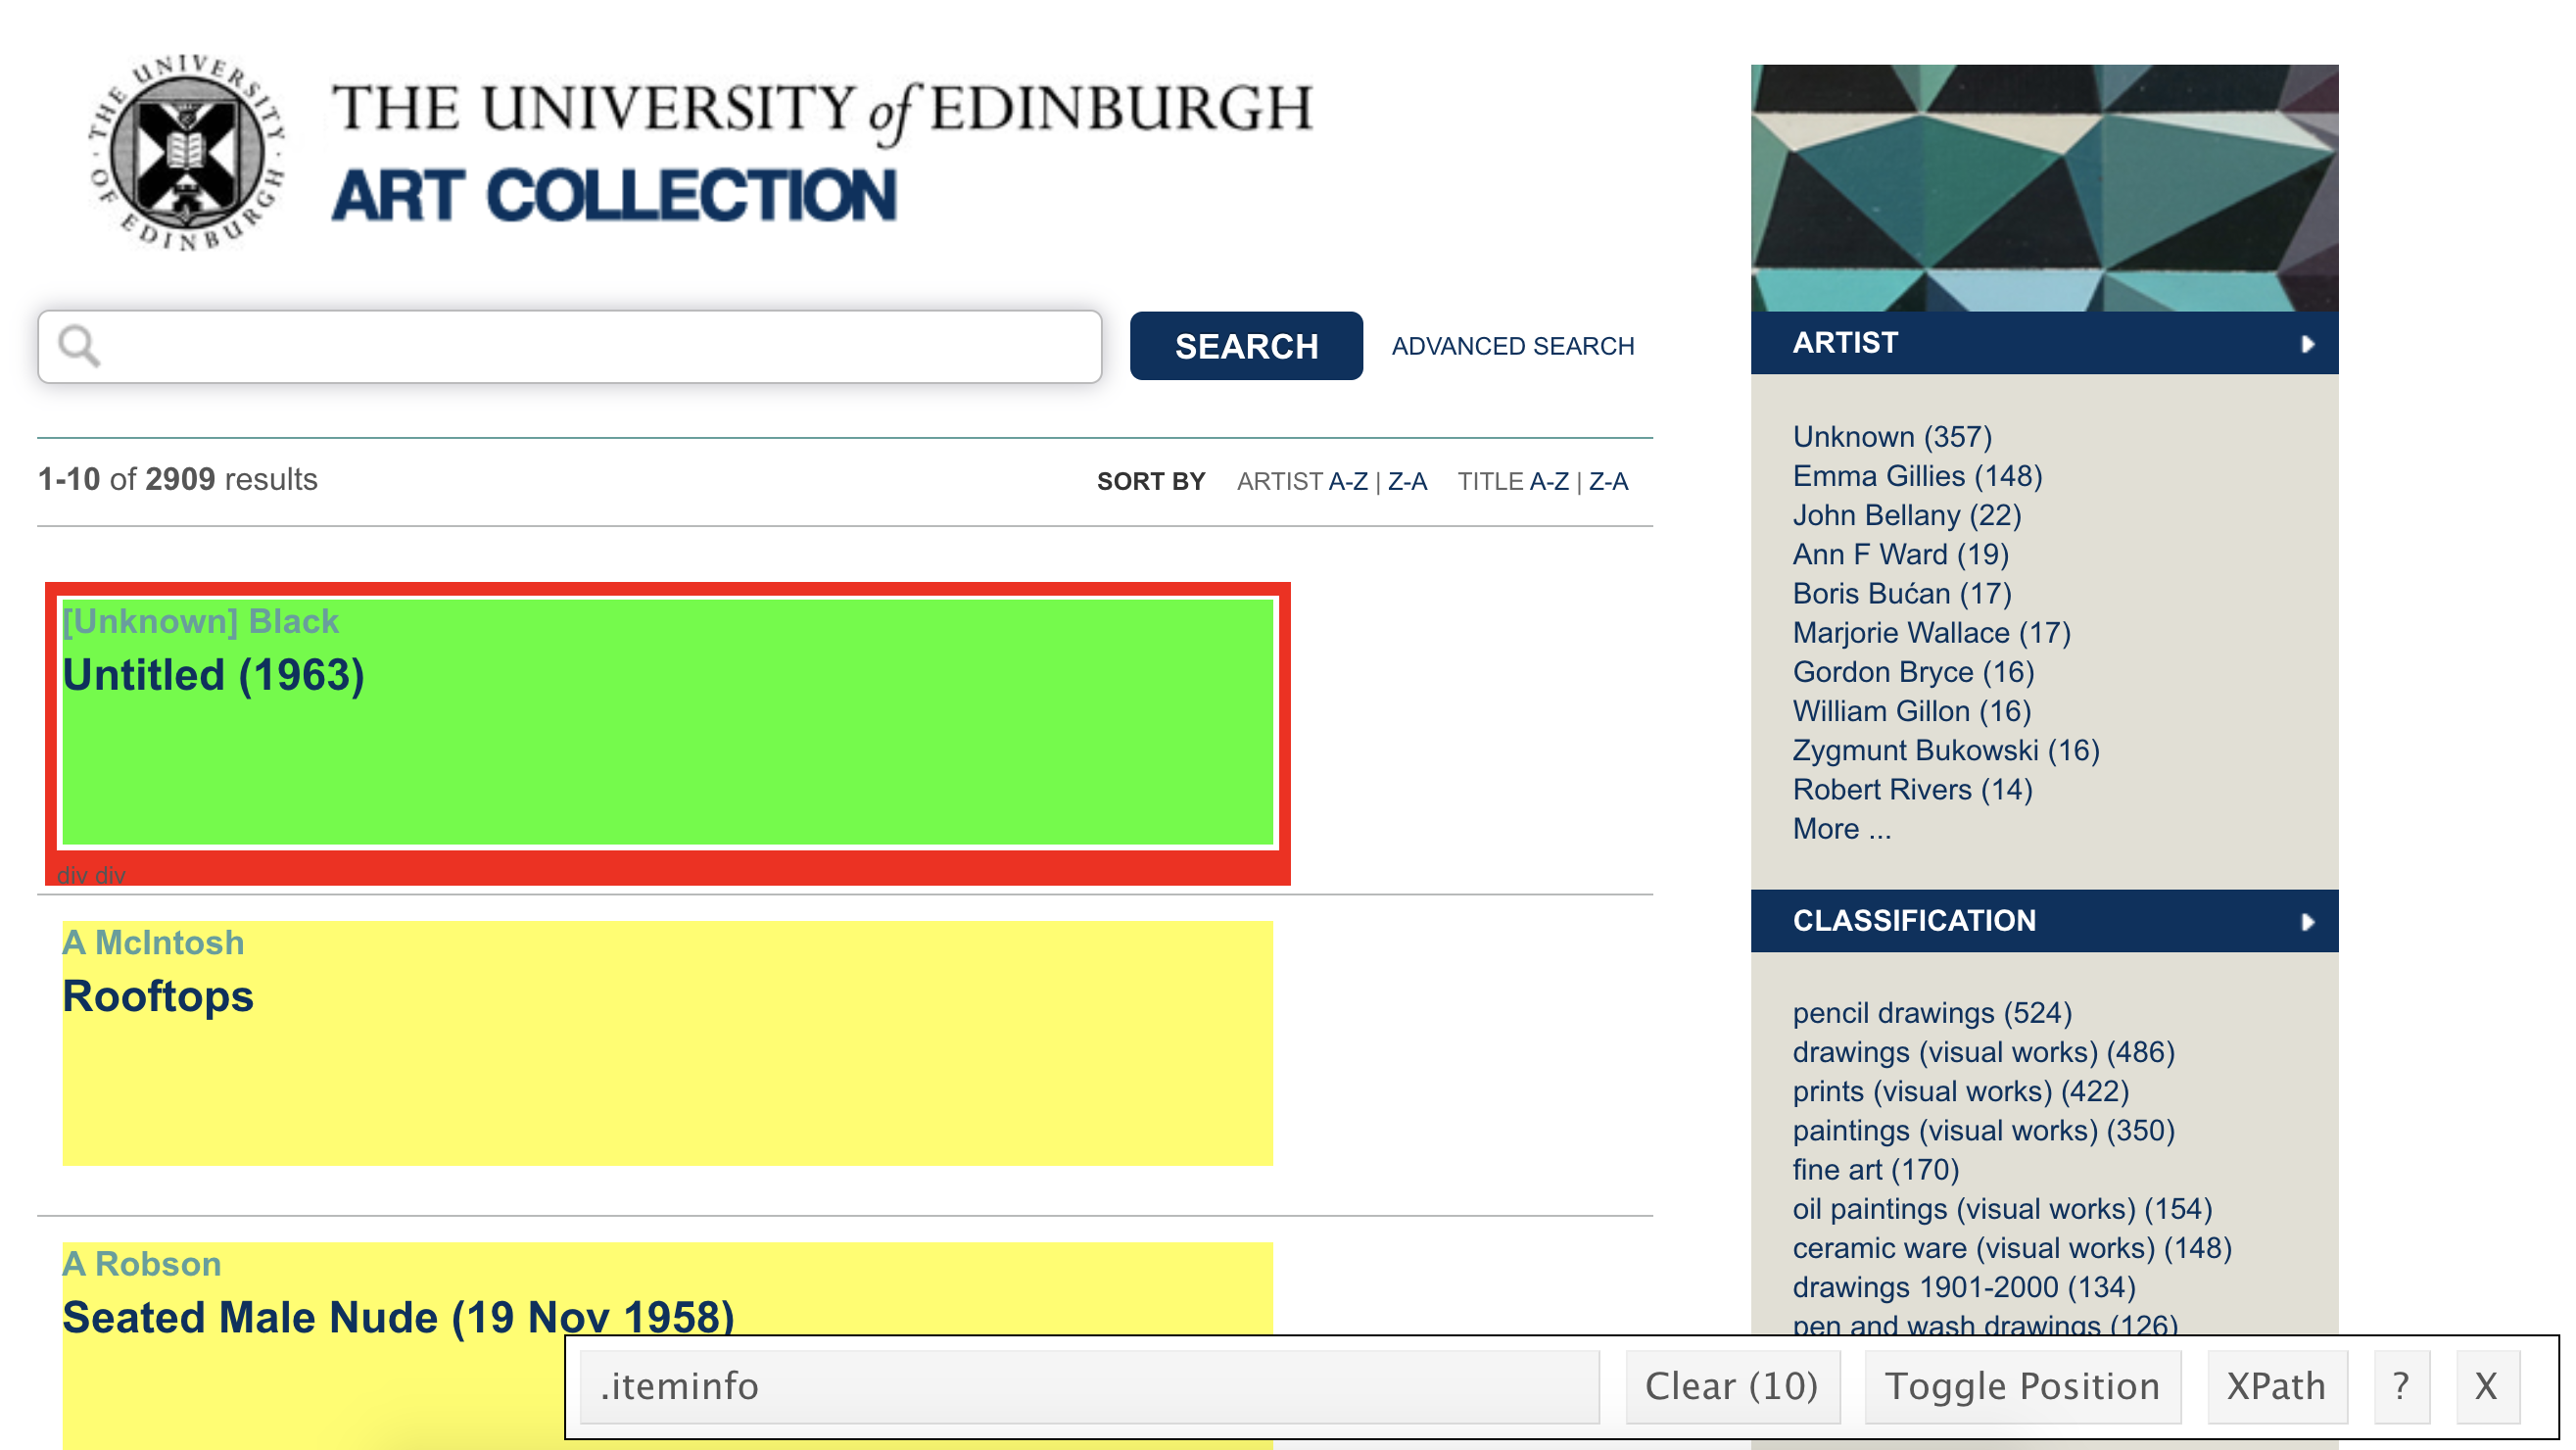 THE UNIVERSITY OF EDINBURGH
THE UNIVERSITY of EDINBURGH
ART COLLECTION
SEARCH
ADVANCED SEARCH
1-10 of 2909 results
SORT BY ARTIST A-Z | Z-A TITLE A-Z | Z-A
[Unknown] Black
Untitled (1963)
div div
A McIntosh
Rooftops
A Robson
Seated Male Nude (19 Nov 1958)
ARTIST
Unknown (357)
Emma Gillies (148)
John Bellany (22)
Ann F Ward (19)
Boris Bućan (17)
Marjorie Wallace (17)
Gordon Bryce (16)
William Gillon (16)
Zygmunt Bukowski (16)
Robert Rivers (14)
More ...
CLASSIFICATION
pencil drawings (524)
drawings (visual works) (486)
prints (visual works) (422)
paintings (visual works) (350)
fine art (170)
oil paintings (visual works) (154)
ceramic ware (visual works) (148)
drawings 1901-2000 (134)
pen and wash drawings (126)
.iteminfo Clear (10) Toggle Position XPath ? X